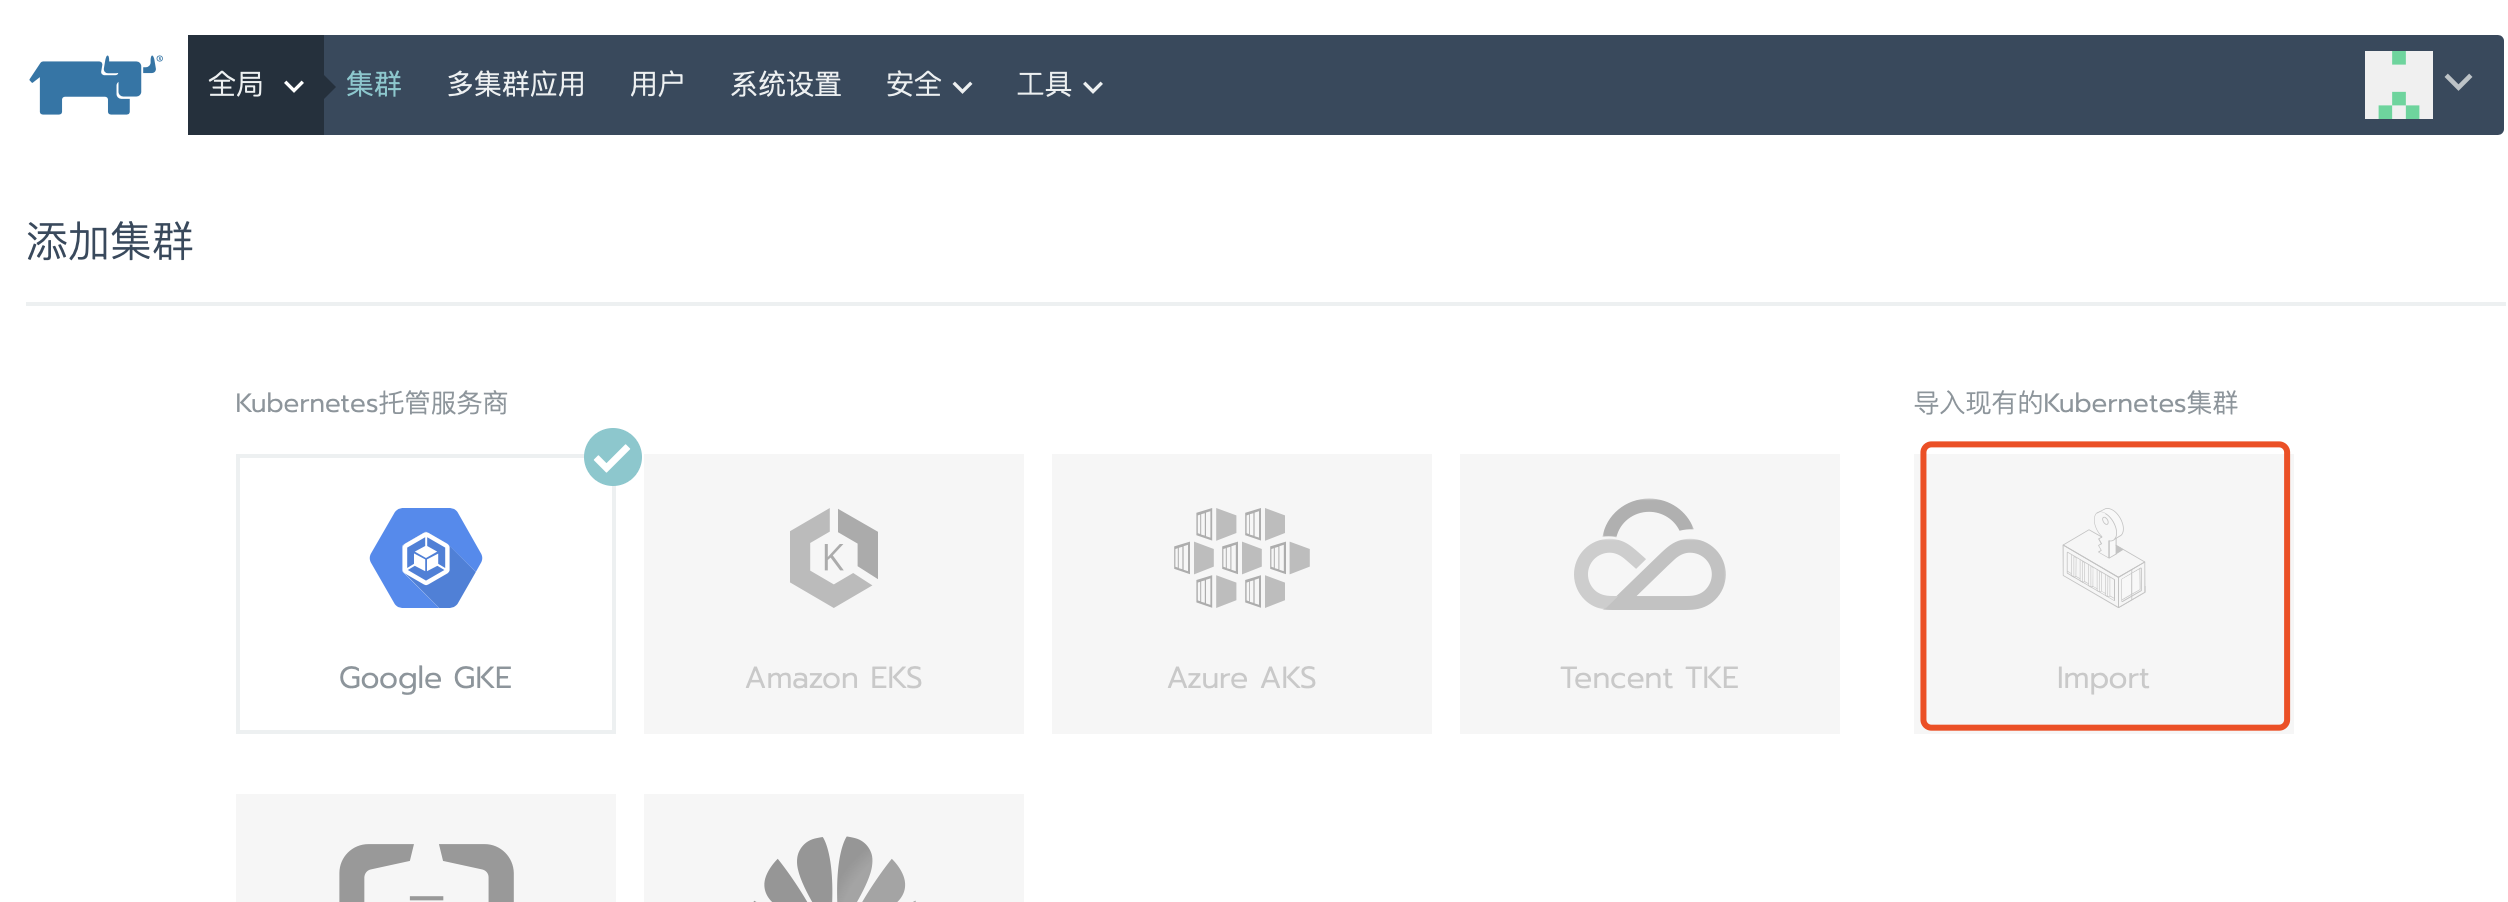 全局 集群 多集群应用 用户 系统设置 安全 工具
添加集群
Kubernetes托管服务商 导入现有的Kubernetes集群
K
Google GKE Amazon EKS Azure AKS Tencent TKE Import